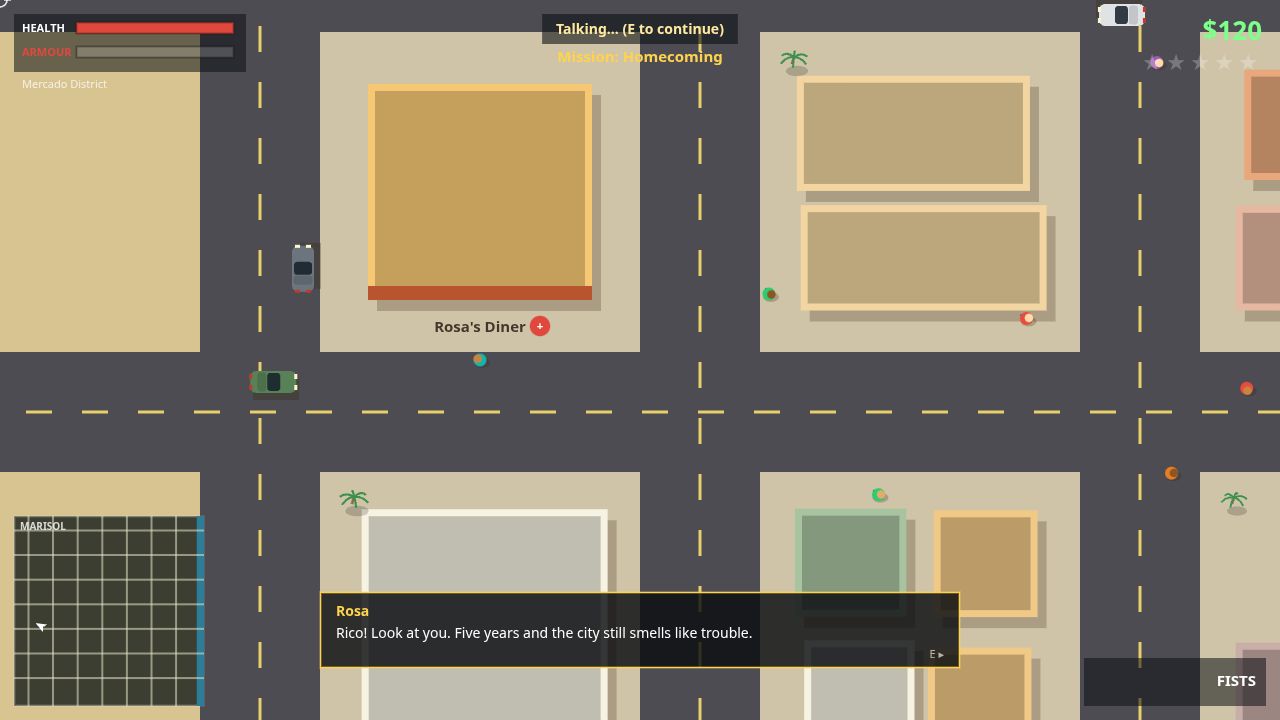 HEALTH
ARMOUR
Mercado District
Talking... (E to continue)
Mission: Homecoming
$120
Rosa's Diner
+
MARISOL
Rosa
Rico! Look at you. Five years and the city still smells like trouble.
E ▸
FISTS